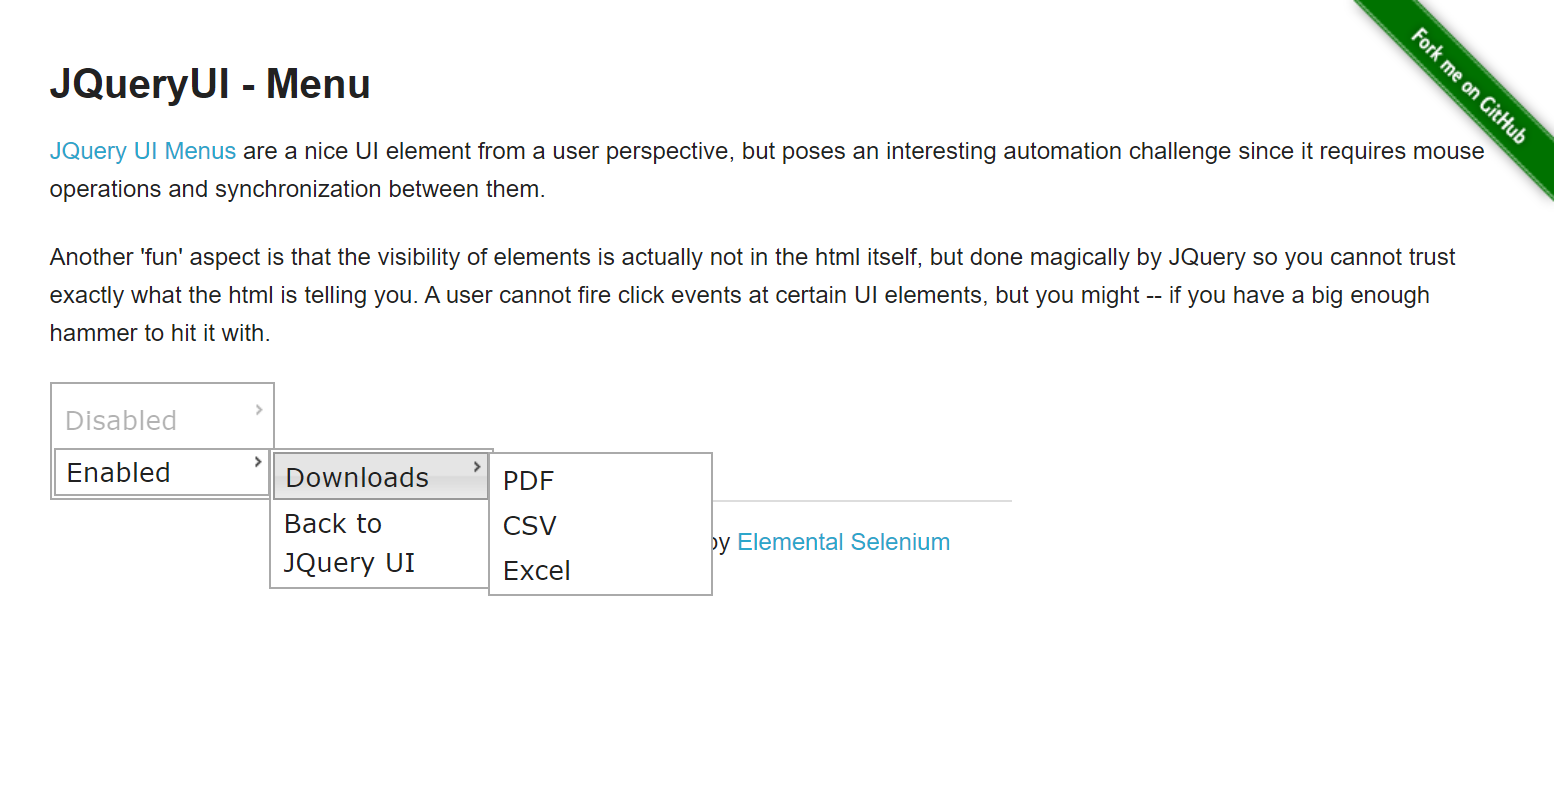 Fork me on GitHub
JQueryUI - Menu
JQuery UI Menus are a nice UI element from a user perspective, but poses an interesting automation challenge since it requires mouse
operations and synchronization between them.
Another 'fun' aspect is that the visibility of elements is actually not in the html itself, but done magically by JQuery so you cannot trust
exactly what the html is telling you. A user cannot fire click events at certain UI elements, but you might -- if you have a big enough
hammer to hit it with.
Disabled
Enabled
Downloads
Back to
JQuery UI
PDF
CSV
Excel
by Elemental Selenium